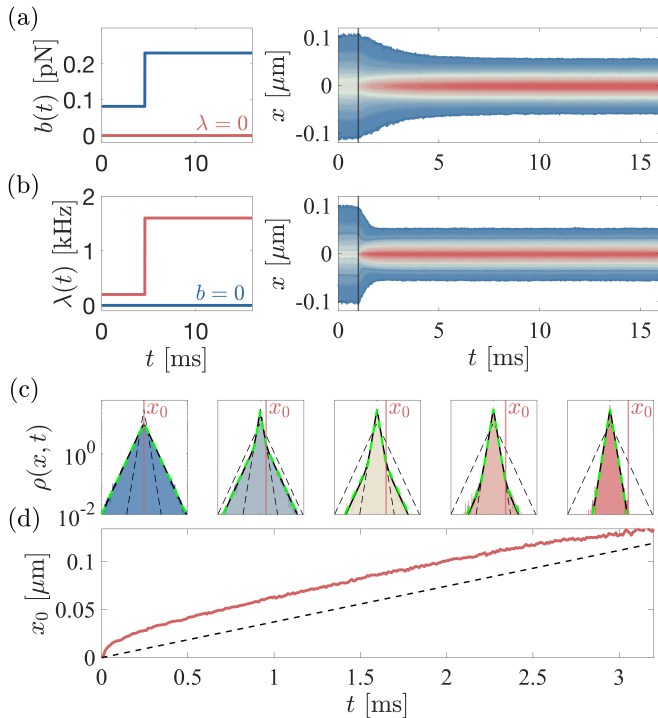 (a)
b(t) [pN]
0.2
0.1
0
λ = 0
0
10
x [μm]
0.1
0
-0.1
0
5
10
15
(b)
λ(t) [kHz]
2
1
0
b = 0
0
10
t [ms]
x [μm]
0.1
0
-0.1
0
5
10
15
t [ms]
(c)
ρ(x, t)
10⁰
10⁻²
x₀
x₀
x₀
x₀
x₀
(d)
x₀ [μm]
0.1
0.05
0
0
0.5
1
1.5
2
2.5
3
t [ms]